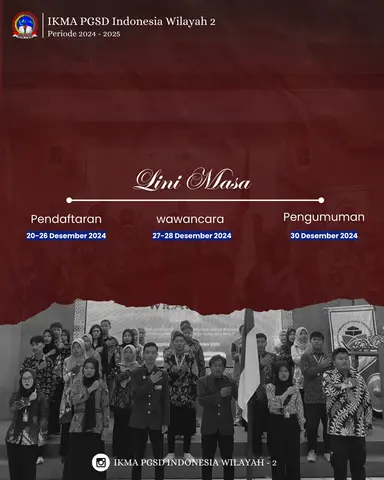 IKMA PGSD Indonesia Wilayah 2
Periode 2024 - 2025
Lini Masa
Pendaftaran
20-26 Desember 2024
wawancara
27-28 Desember 2024
Pengumuman
30 Desember 2024
IKMA PGSD INDONESIA WILAYAH - 2